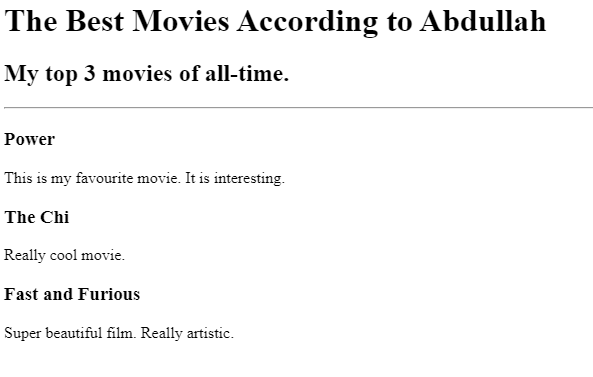 The Best Movies According to Abdullah
My top 3 movies of all-time.
Power
This is my favourite movie. It is interesting.
The Chi
Really cool movie.
Fast and Furious
Super beautiful film. Really artistic.